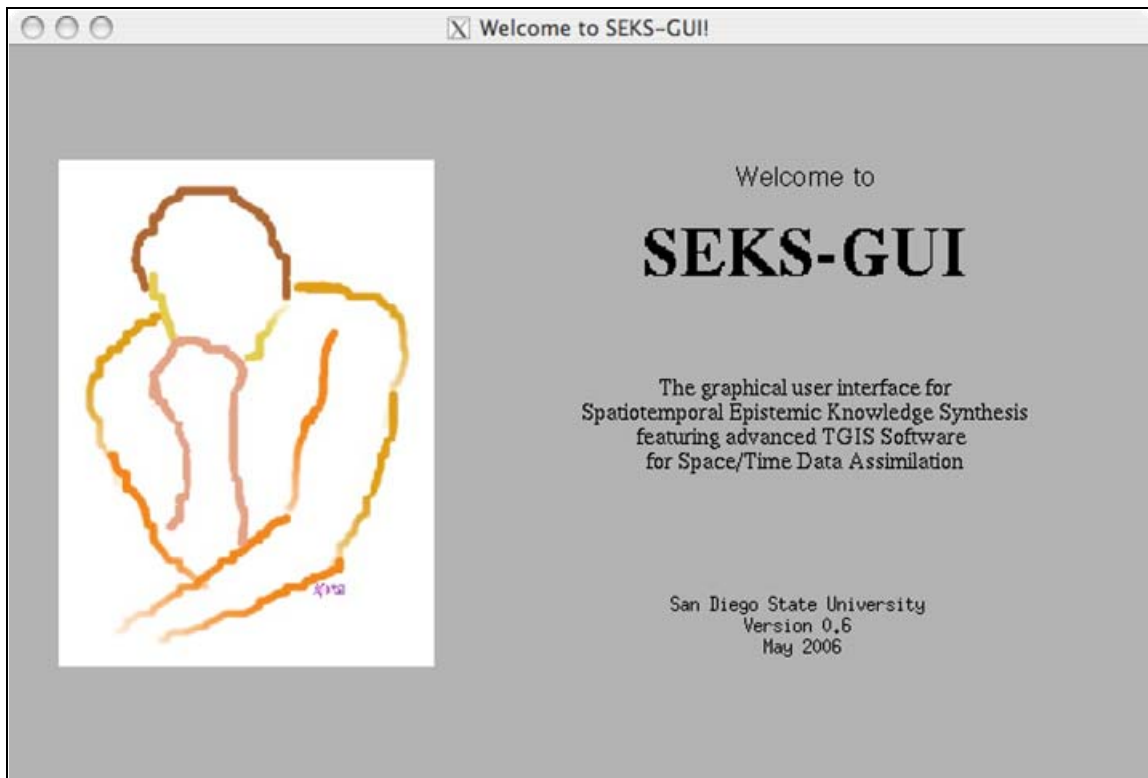 Welcome to SEKS-GUI!
Welcome to
SEKS-GUI
The graphical user interface for
Spatiotemporal Epistemic Knowledge Synthesis
featuring advanced TGIS Software
for Space/Time Data Assimilation
San Diego State University
Version 0.6
May 2006